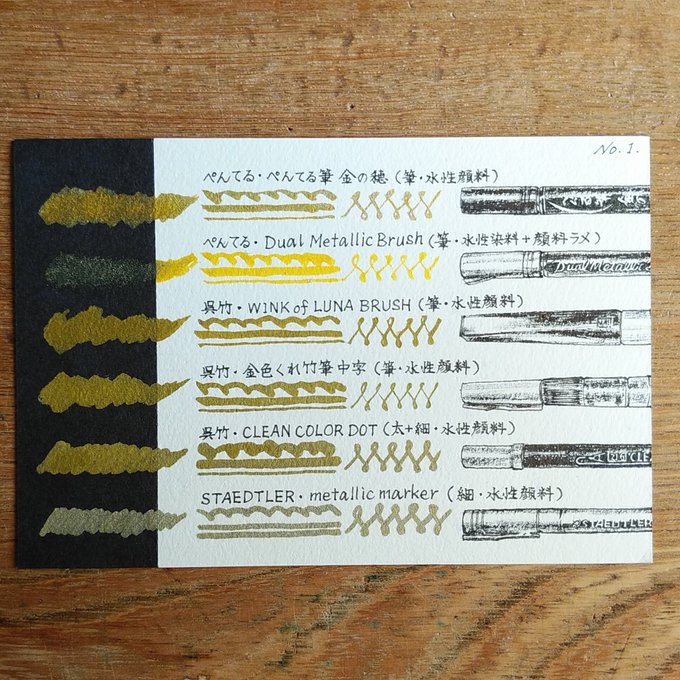 No. 1.
ぺんてる・ぺんてる筆 金の穂 (筆・水性顔料)
ぺんてる・Dual Metallic Brush (筆・水性染料+顔料ラメ)
Dual Metallic
呉竹・WINK of LUNA BRUSH (筆・水性顔料)
呉竹・金色くれ竹筆 中字 (筆・水性顔料)
呉竹・CLEAN COLOR DOT (太+細・水性顔料)
STAEDTLER・metallic marker (細・水性顔料)
STAEDTLER